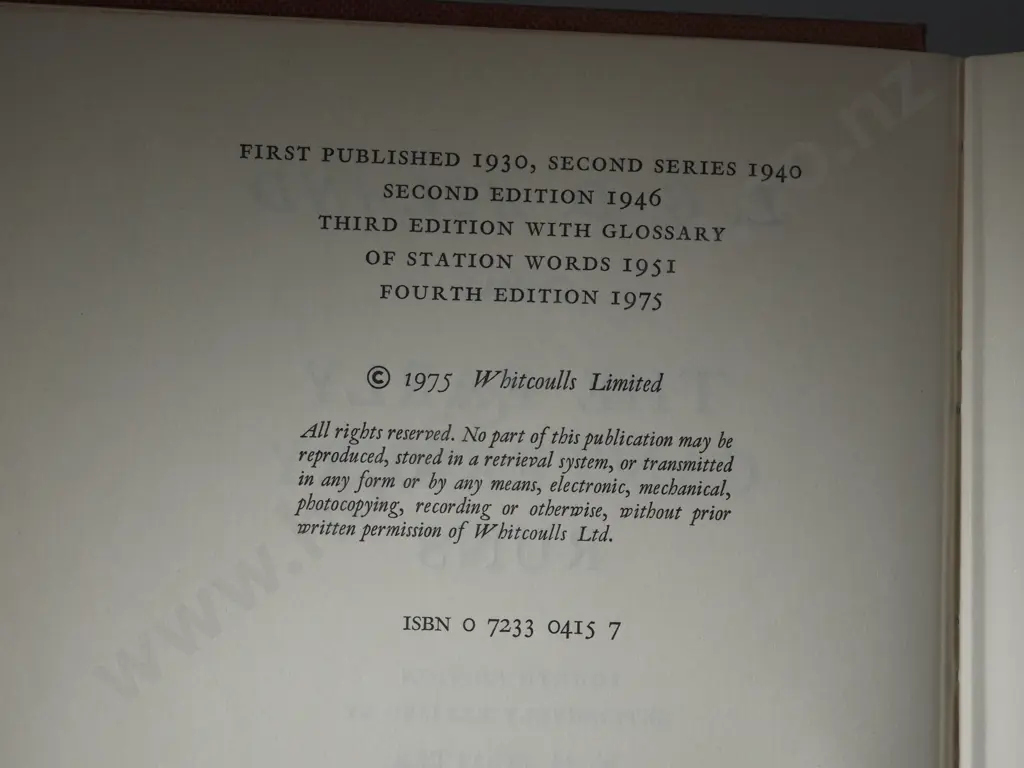 FIRST PUBLISHED 1930, SECOND SERIES 1940
SECOND EDITION 1946
THIRD EDITION WITH GLOSSARY
OF STATION WORDS 1951
FOURTH EDITION 1975
© 1975 Whitcoulls Limited
All rights reserved. No part of this publication may be
reproduced, stored in a retrieval system, or transmitted
in any form or by any means, electronic, mechanical,
photocopying, recording or otherwise, without prior
written permission of Whitcoulls Ltd.
ISBN 0 7233 0415 7